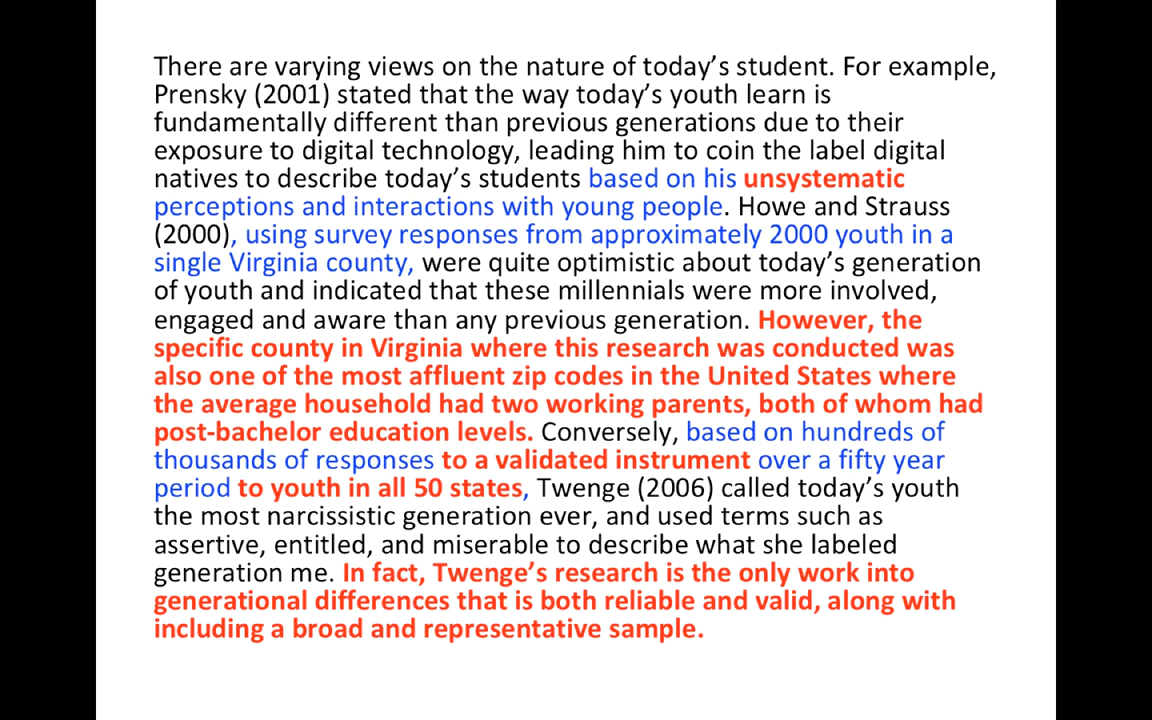 There are varying views on the nature of today's student. For example,
Prensky (2001) stated that the way today's youth learn is
fundamentally different than previous generations due to their
exposure to digital technology, leading him to coin the label digital
natives to describe today's students based on his unsystematic
perceptions and interactions with young people. Howe and Strauss
(2000), using survey responses from approximately 2000 youth in a
single Virginia county, were quite optimistic about today's generation
of youth and indicated that these millennials were more involved,
engaged and aware than any previous generation. However, the
specific county in Virginia where this research was conducted was
also one of the most affluent zip codes in the United States where
the average household had two working parents, both of whom had
post-bachelor education levels. Conversely, based on hundreds of
thousands of responses to a validated instrument over a fifty year
period to youth in all 50 states, Twenge (2006) called today's youth
the most narcissistic generation ever, and used terms such as
assertive, entitled, and miserable to describe what she labeled
generation me. In fact, Twenge's research is the only work into
generational differences that is both reliable and valid, along with
including a broad and representative sample.